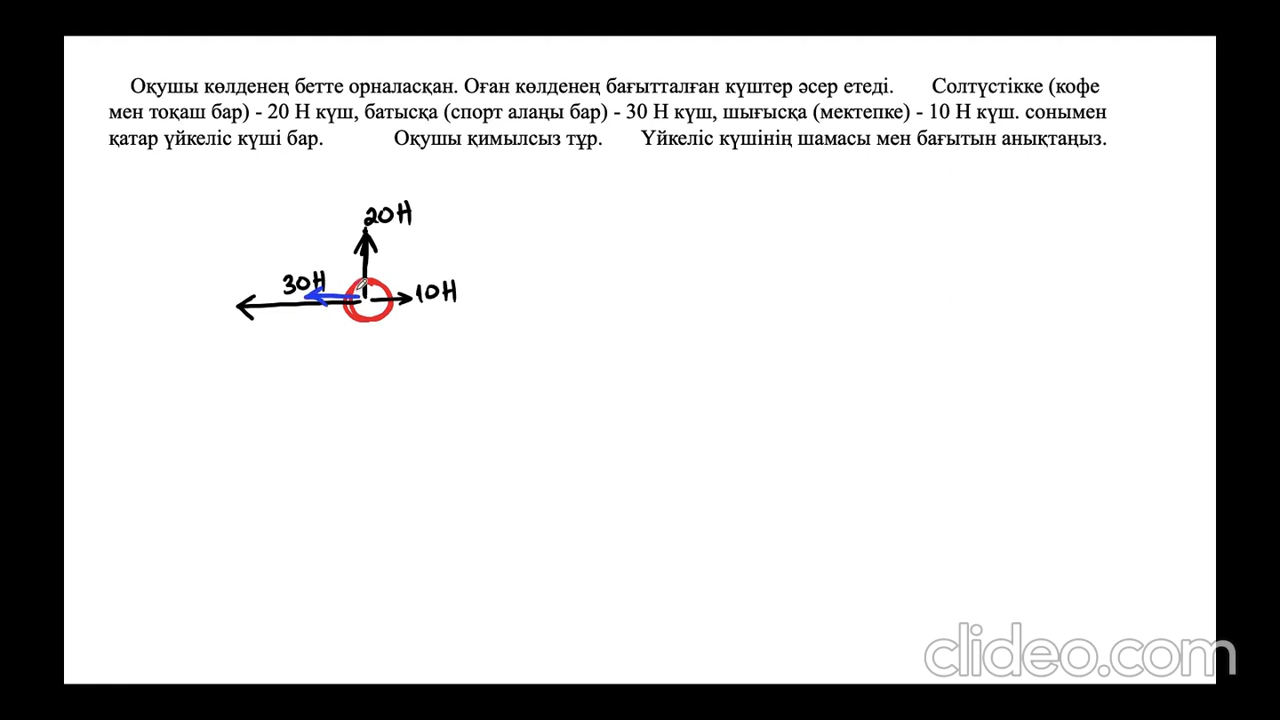 Оқушы көлденең бетте орналасқан. Оған көлденең бағытталған күштер әсер етеді. Солтүстікке (кофе
мен тоқаш бар) - 20 Н күш, батысқа (спорт алаңы бар) - 30 Н күш, шығысқа (мектепке) - 10 Н күш. сонымен
қатар үйкеліс күші бар. Оқушы қимылсыз тұр. Үйкеліс күшінің шамасы мен бағытын анықтаңыз.
20Н
30Н
10Н
clideo.com